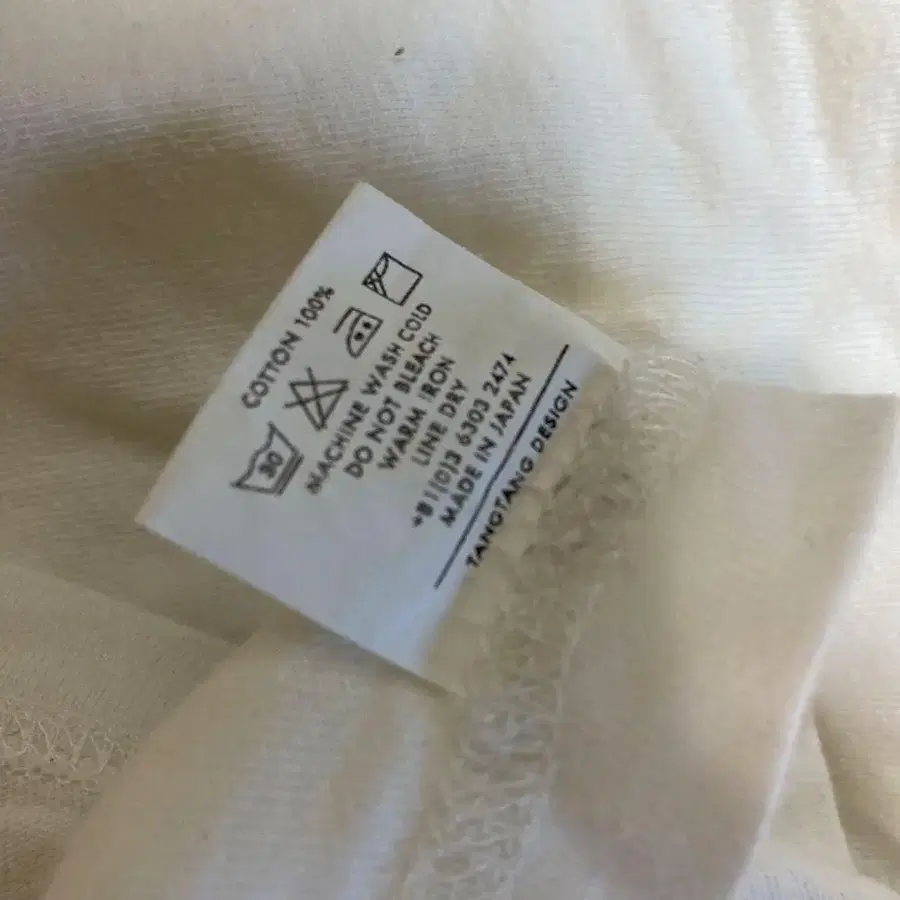 COTTON 100%
30
MACHINE WASH COLD
DO NOT BLEACH
WARM IRON
LINE DRY
+81(0)3 6303 2474
MADE IN JAPAN
TANGTANG DESIGN